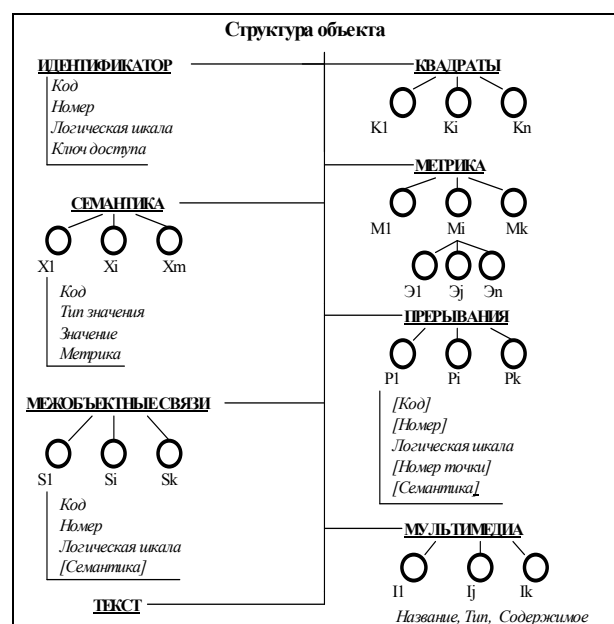 Структура объекта
ИДЕНТИФИКАТОР
Код
Номер
Логическая шкала
Ключ доступа
СЕМАНТИКА
X1 Xi Xm
Код
Тип значения
Значение
Метрика
МЕЖОБЪЕКТНЫЕ СВЯЗИ
S1 Si Sk
Код
Номер
Логическая шкала
[Семантика]
ТЕКСТ
КВАДРАТЫ
K1 Ki Kn
МЕТРИКА
M1 Mi Mk
Э1 Эj Эn
ПРЕРЫВАНИЯ
P1 Pi Pk
[Код]
[Номер]
Логическая шкала
[Номер точки]
[Семантика]
МУЛЬТИМЕДИА
I1 Ij Ik
Название, Тип, Содержимое